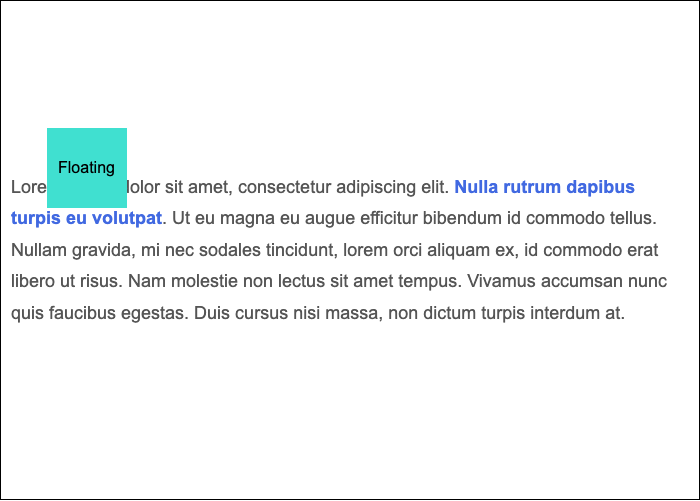 Floating
Lore dolor sit amet, consectetur adipiscing elit. Nulla rutrum dapibus
turpis eu volutpat. Ut eu magna eu augue efficitur bibendum id commodo tellus.
Nullam gravida, mi nec sodales tincidunt, lorem orci aliquam ex, id commodo erat
libero ut risus. Nam molestie non lectus sit amet tempus. Vivamus accumsan nunc
quis faucibus egestas. Duis cursus nisi massa, non dictum turpis interdum at.